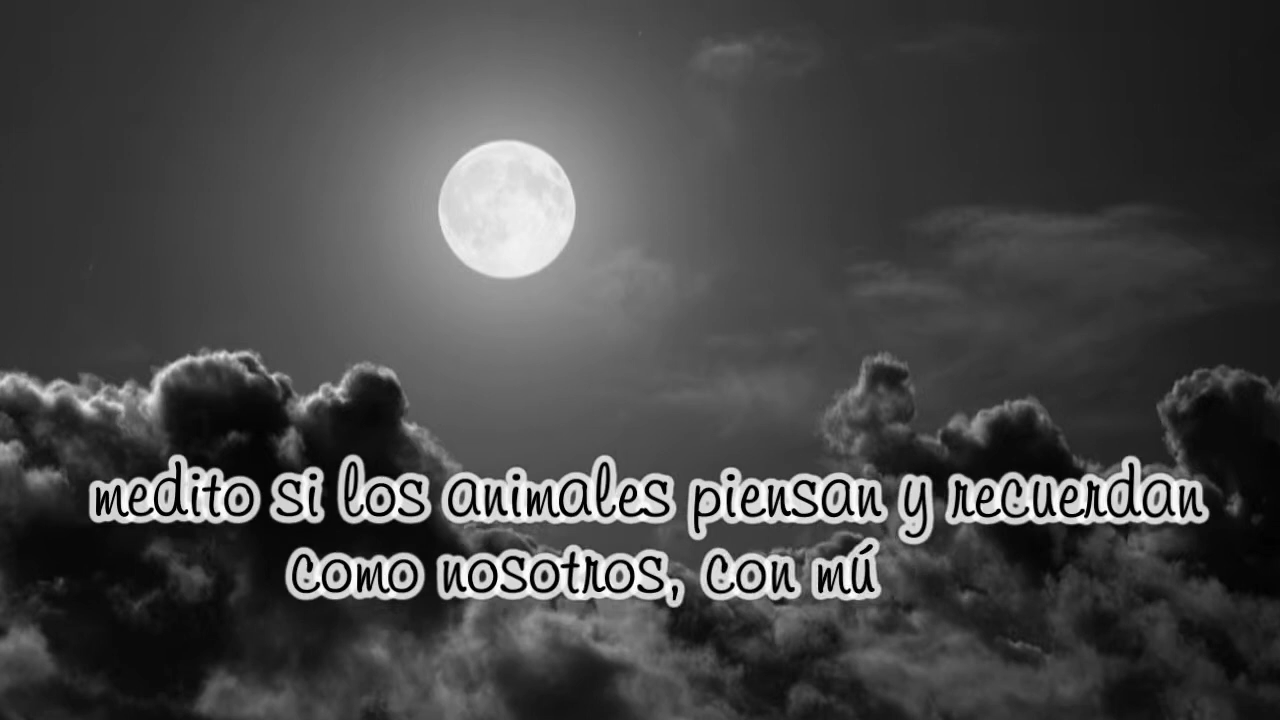 medito si los animales piensan y recuerdan
como nosotros, con mú